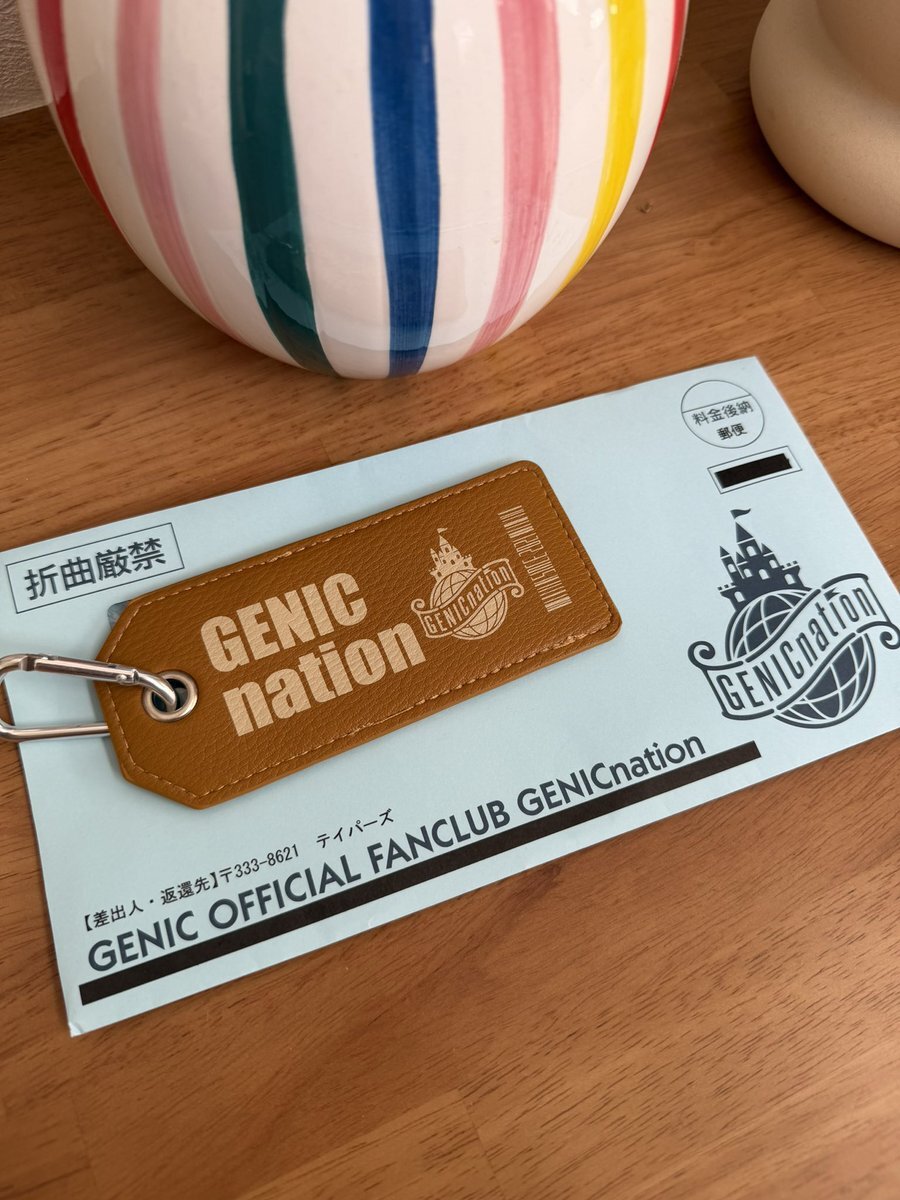 料金後納
郵便
折曲厳禁
GENIC
nation
GENICnation
GENICnation
【差出人・返還先】〒333-8621 テイパーズ
GENIC OFFICIAL FANCLUB GENICnation